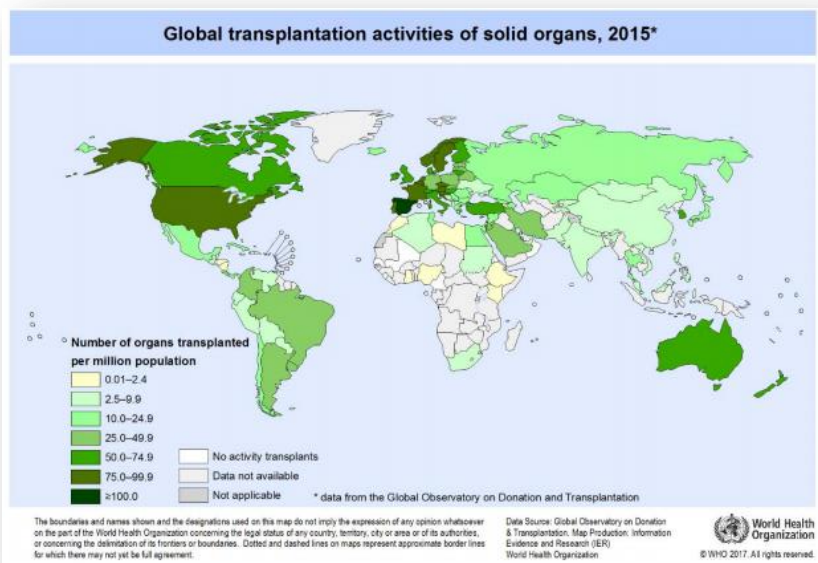 Global transplantation activities of solid organs, 2015*
Number of organs transplanted
per million population
0.01–2.4
2.5–9.9
10.0–24.9
25.0–49.9
50.0–74.9
75.0–99.9
≥100.0
No activity transplants
Data not available
Not applicable
* data from the Global Observatory on Donation and Transplantation
The boundaries and names shown and the designations used on this map do not imply the expression of any opinion whatsoever
on the part of the World Health Organization concerning the legal status of any country, territory, city or area or of its authorities,
or concerning the delimitation of its frontiers or boundaries. Dotted and dashed lines on maps represent approximate border lines
for which there may not yet be full agreement.
Data Source: Global Observatory on Donation
& Transplantation. Map Production: Information
Evidence and Research (IER)
World Health Organization
World Health
Organization
© WHO 2017. All rights reserved.